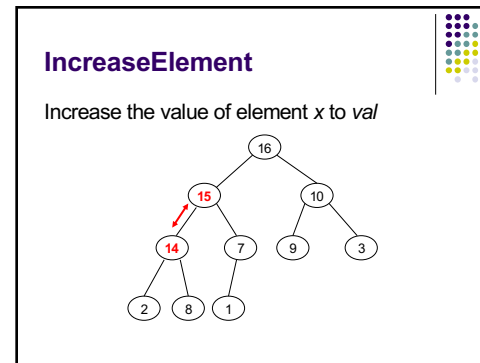 IncreaseElement
Increase the value of element x to val
16
15 10
14 7 9 3
2 8 1